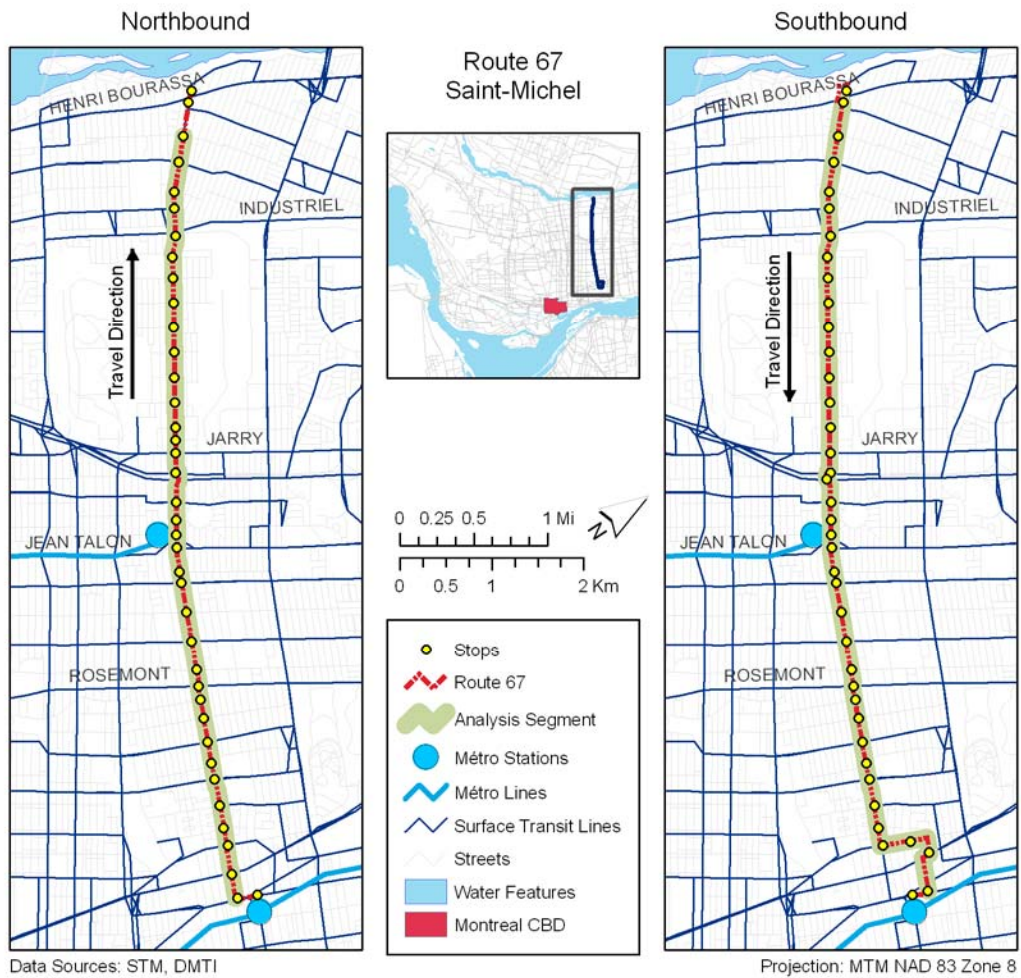 Northbound
HENRI BOURASSA
INDUSTRIEL
Travel Direction
JARRY
JEAN TALON
ROSEMONT
Data Sources: STM, DMTI
Route 67
Saint-Michel
0 0.25 0.5 1 Mi
0 0.5 1 2 Km
N
Stops
Route 67
Analysis Segment
Métro Stations
Métro Lines
Surface Transit Lines
Streets
Water Features
Montreal CBD
Southbound
HENRI BOURASSA
INDUSTRIEL
Travel Direction
JARRY
JEAN TALON
ROSEMONT
Projection: MTM NAD 83 Zone 8